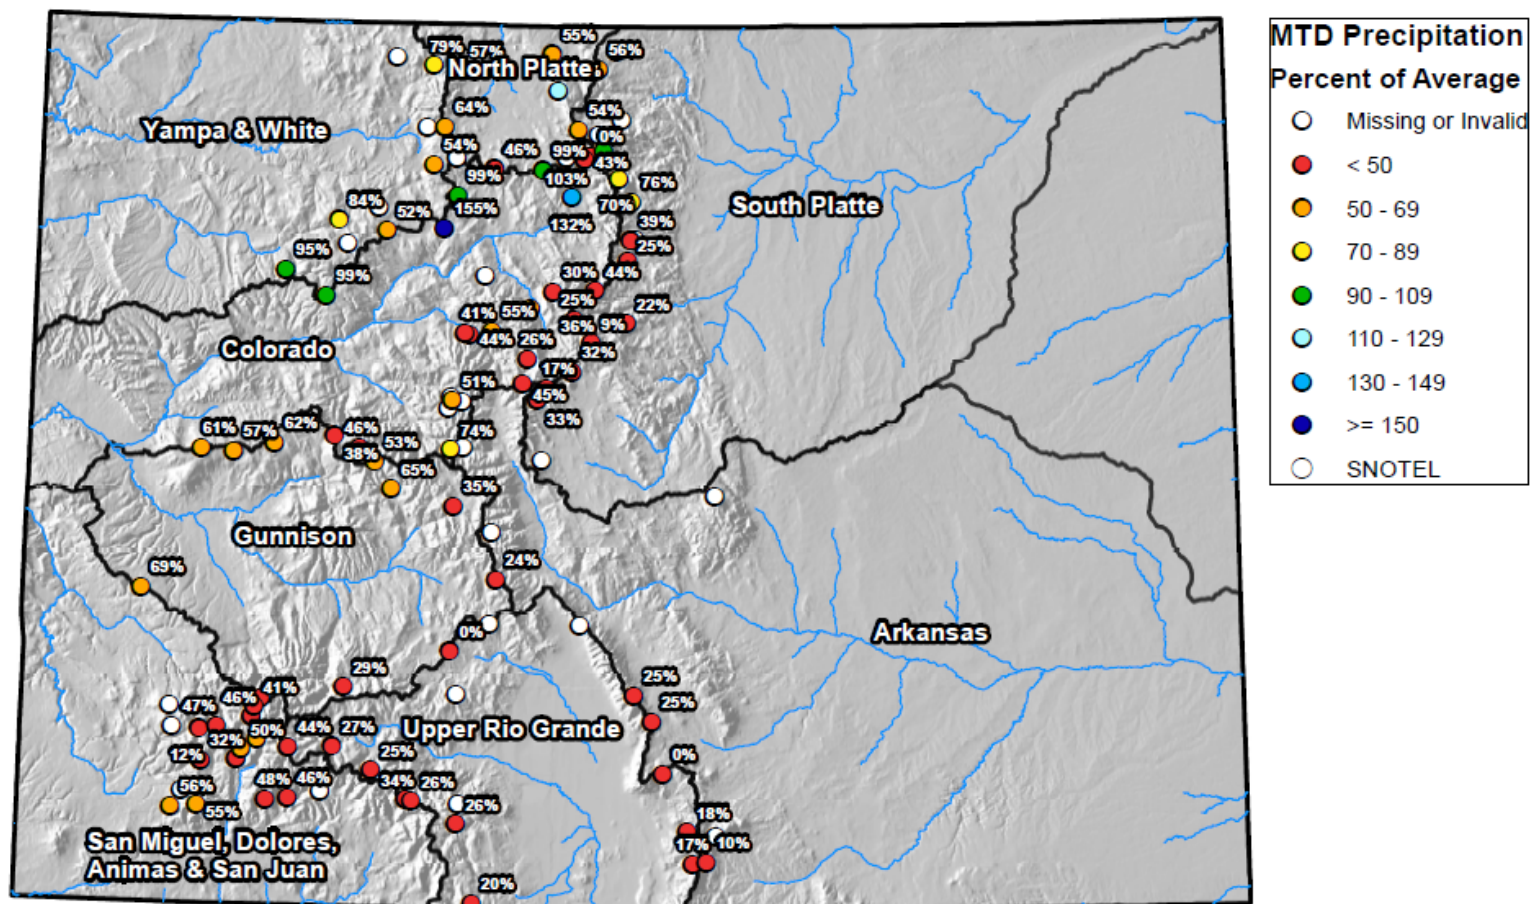 MTD Precipitation
Percent of Average
Missing or Invalid
< 50
50 - 69
70 - 89
90 - 109
110 - 129
130 - 149
>= 150
SNOTEL
55%
79% 57% 56%
North Platte
64% 54%
Yampa & White
0%
54% 46% 99% 43%
99% 103% 76%
84% 52% 155% 70%
South Platte
132% 39%
95% 25%
99% 30% 44%
25% 22%
41% 55% 36% 9%
44% 26% 32%
Colorado
17%
51% 45%
33%
61% 57% 62% 46% 53% 74%
38% 65%
35%
Gunnison
24%
69%
0%
Arkansas
29% 25%
47% 46% 41% 25%
32% 50% 44% 27%
Upper Rio Grande
12% 25% 0%
56% 48% 46% 34% 26%
55% 26% 18%
San Miguel, Dolores,
Animas & San Juan
17% 10%
20%